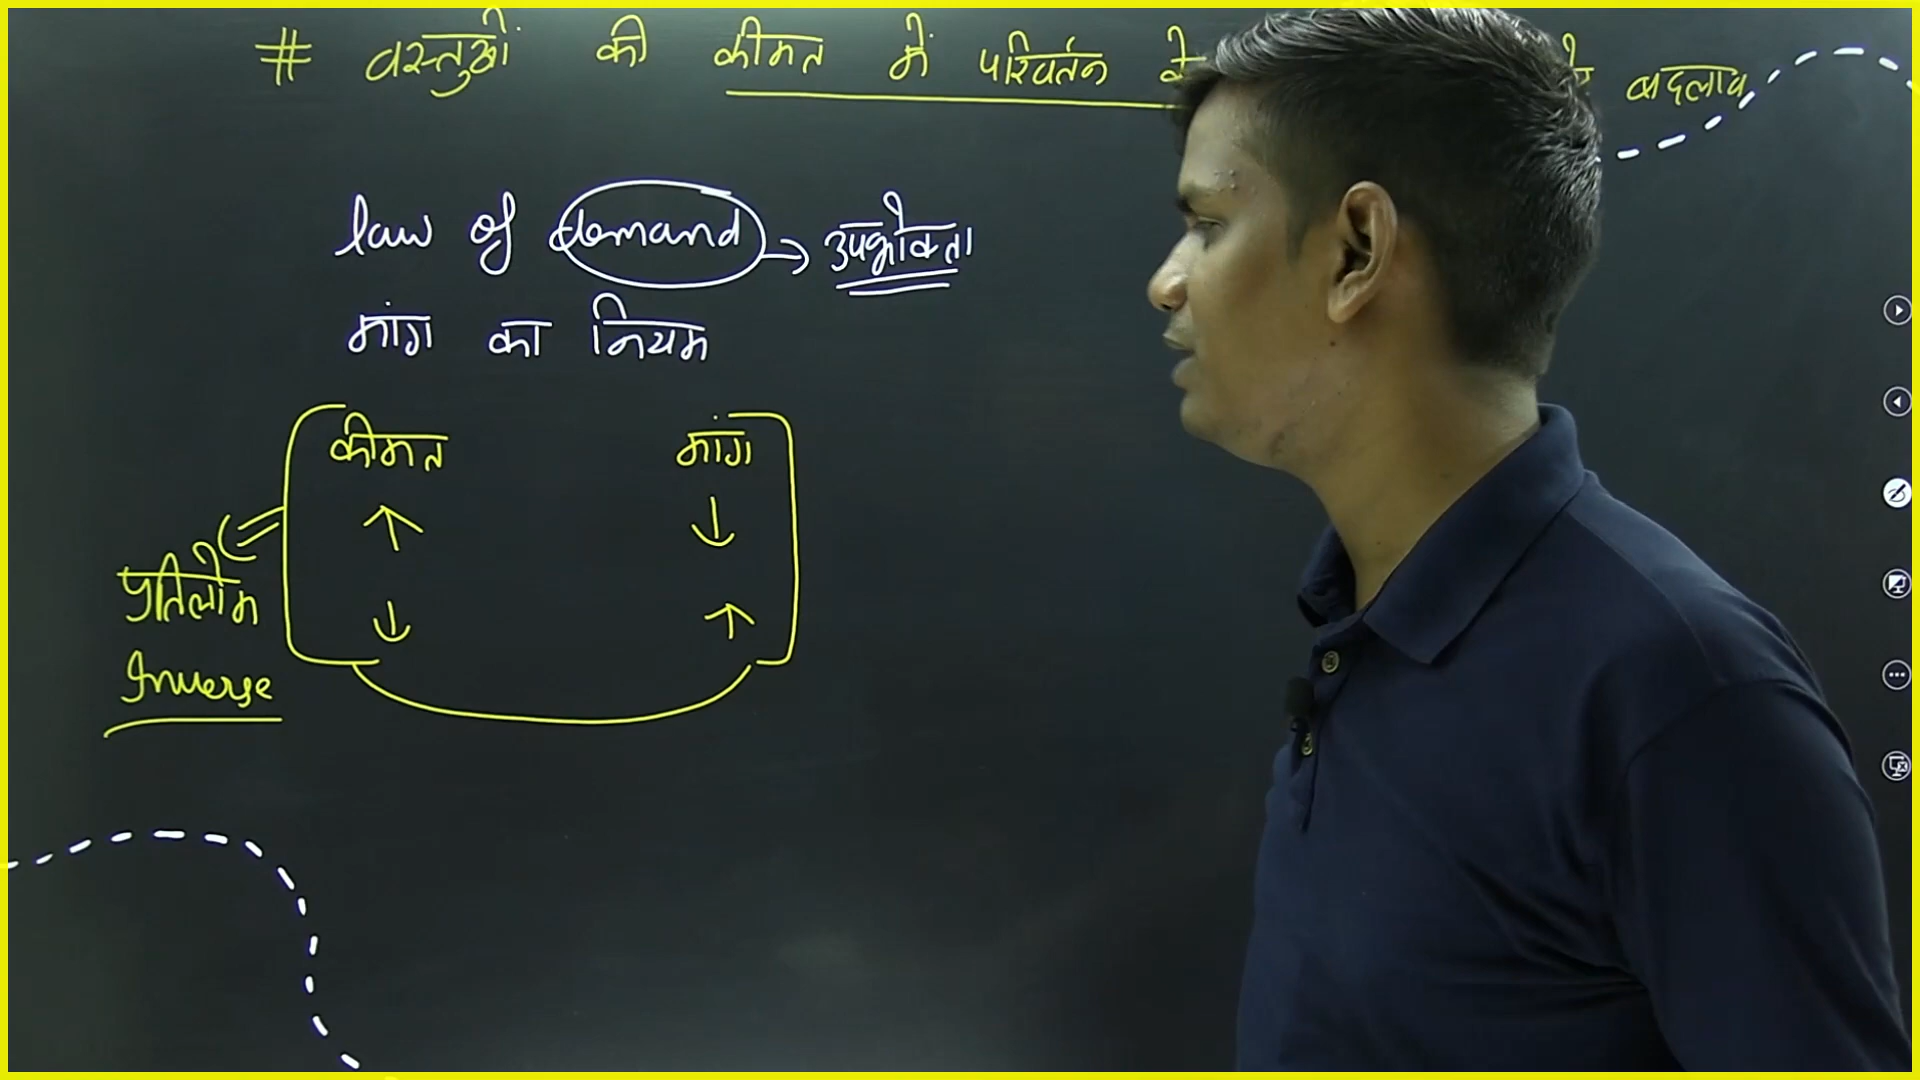 # वस्तुओं की कीमत में परिवर्तन के बदलाव
law of demand → उपभोक्ता
मांग का नियम
कीमत मांग
↑ ↓
↓ ↑
प्रतिलोम
Inverse